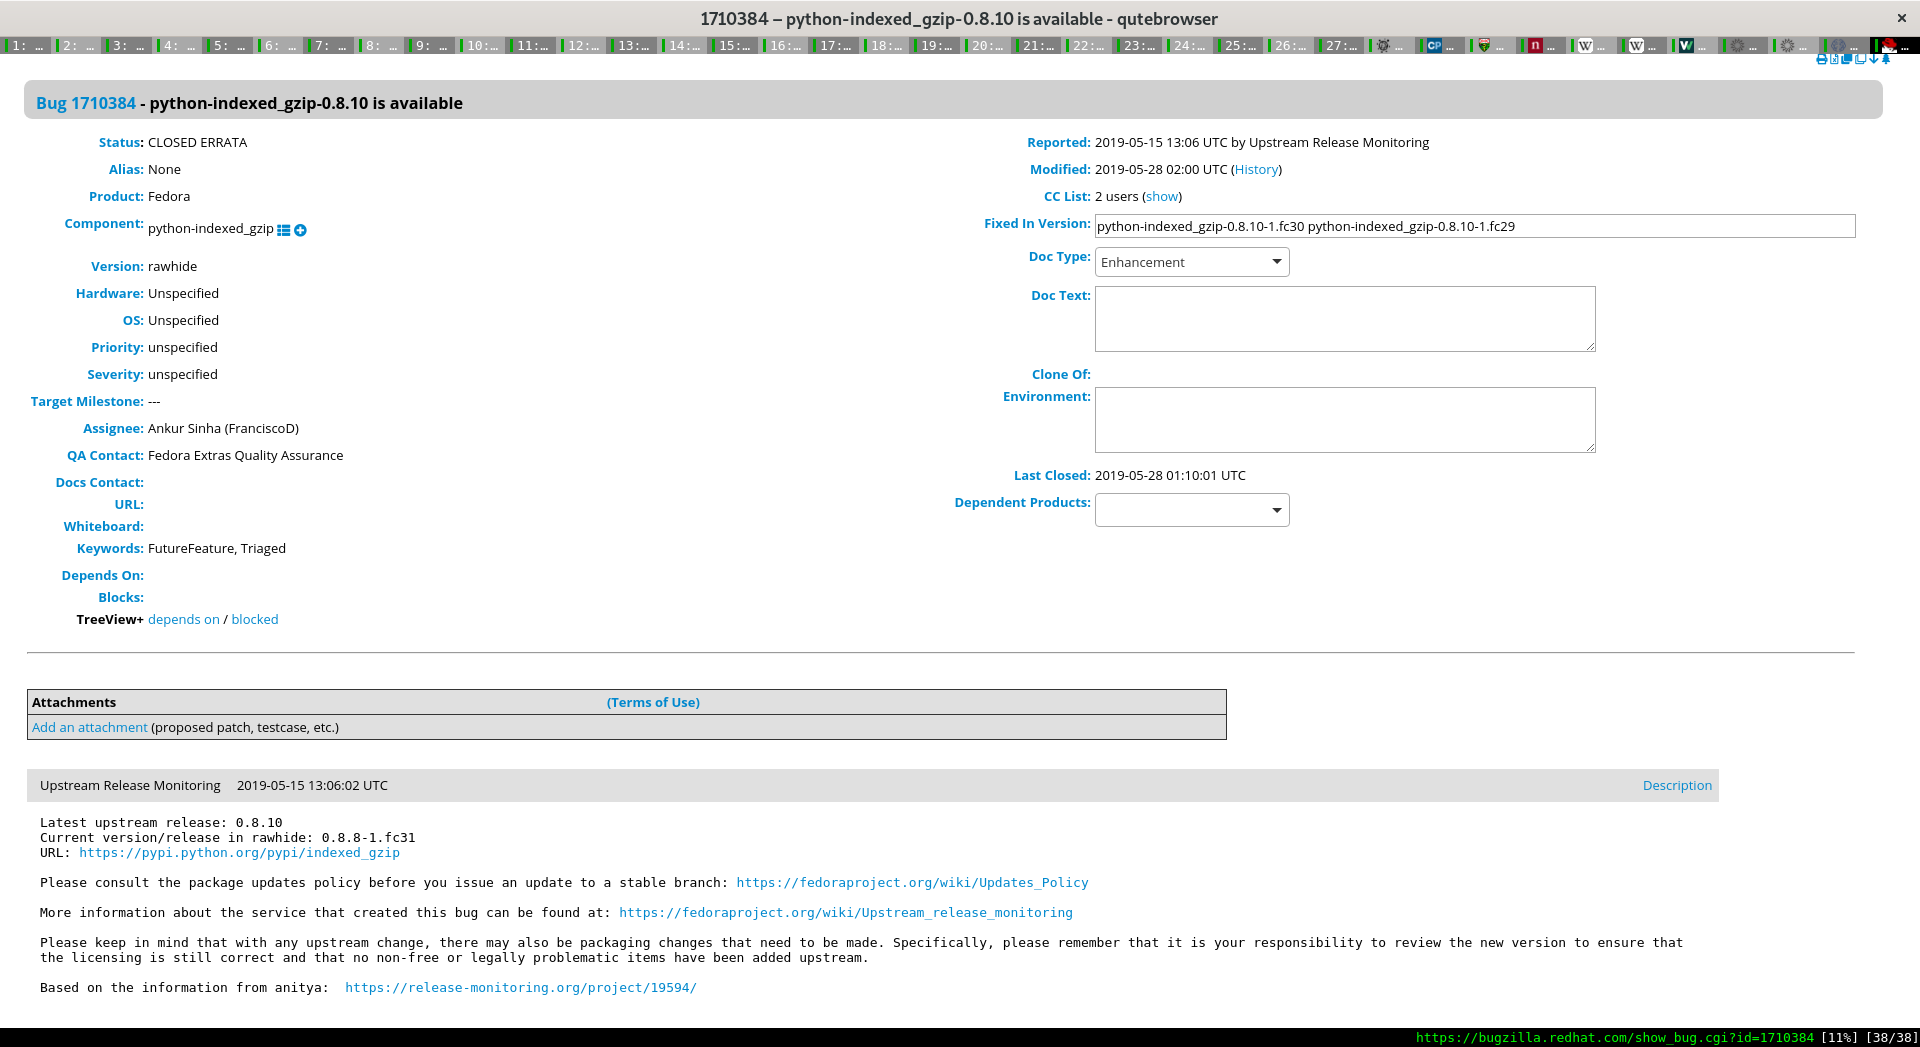 1710384 – python-indexed_gzip-0.8.10 is available - qutebrowser
1: ... 2: ... 3: ... 4: ... 5: ... 6: ... 7: ... 8: ... 9: ... 10:... 11:... 12:... 13:... 14:... 15:... 16:... 17:... 18:... 19:... 20:... 21:... 22:... 23:... 24:... 25:... 26:... 27:...
Bug 1710384 - python-indexed_gzip-0.8.10 is available
Status: CLOSED ERRATA
Alias: None
Product: Fedora
Component: python-indexed_gzip
Version: rawhide
Hardware: Unspecified
OS: Unspecified
Priority: unspecified
Severity: unspecified
Target Milestone: ---
Assignee: Ankur Sinha (FranciscoD)
QA Contact: Fedora Extras Quality Assurance
Docs Contact:
URL:
Whiteboard:
Keywords: FutureFeature, Triaged
Depends On:
Blocks:
TreeView+ depends on / blocked
Reported: 2019-05-15 13:06 UTC by Upstream Release Monitoring
Modified: 2019-05-28 02:00 UTC (History)
CC List: 2 users (show)
Fixed In Version: python-indexed_gzip-0.8.10-1.fc30 python-indexed_gzip-0.8.10-1.fc29
Doc Type: Enhancement
Doc Text:
Clone Of:
Environment:
Last Closed: 2019-05-28 01:10:01 UTC
Dependent Products:
Attachments (Terms of Use)
Add an attachment (proposed patch, testcase, etc.)
Upstream Release Monitoring 2019-05-15 13:06:02 UTC Description
Latest upstream release: 0.8.10
Current version/release in rawhide: 0.8.8-1.fc31
URL: https://pypi.python.org/pypi/indexed_gzip
Please consult the package updates policy before you issue an update to a stable branch: https://fedoraproject.org/wiki/Updates_Policy
More information about the service that created this bug can be found at: https://fedoraproject.org/wiki/Upstream_release_monitoring
Please keep in mind that with any upstream change, there may also be packaging changes that need to be made. Specifically, please remember that it is your responsibility to review the new version to ensure that
the licensing is still correct and that no non-free or legally problematic items have been added upstream.
Based on the information from anitya: https://release-monitoring.org/project/19594/
https://bugzilla.redhat.com/show_bug.cgi?id=1710384 [11%] [38/38]